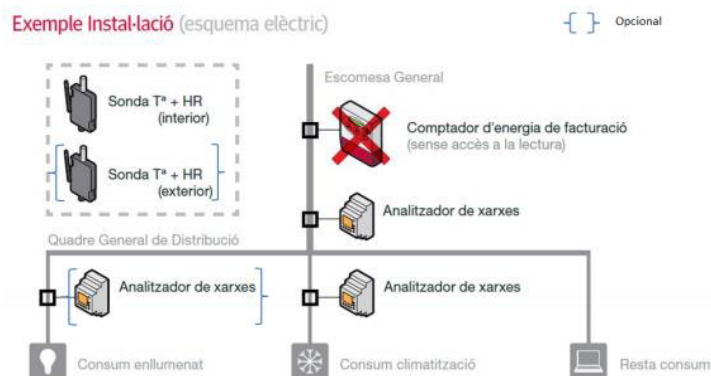 Exemple Instal·lació (esquema elèctric)
Opcional
Escomesa General
Sonda Tª + HR
(interior)
Comptador d'energia de facturació
(sense accès a la lectura)
Sonda Tª + HR
(exterior)
Analitzador de xarxes
Quadre General de Distribució
Analitzador de xarxes
Analitzador de xarxes
Consum enllumenat
Consum climatització
Resta consum